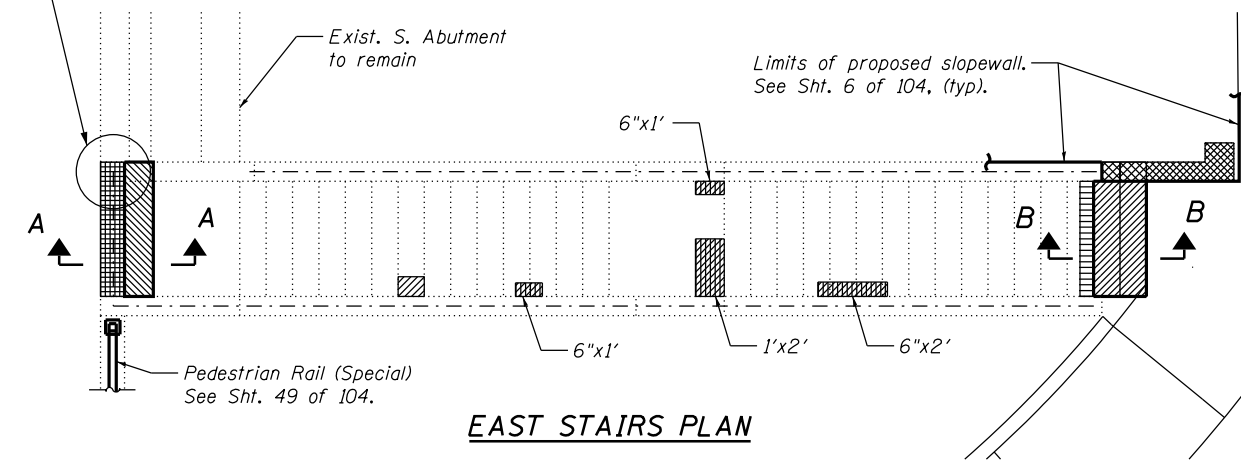 Exist. S. Abutment
to remain
Limits of proposed slopewall.
See Sht. 6 of 104, (typ).
6"x1'
A
A
B
B
6"x1'
1'x2'
6"x2'
Pedestrian Rail (Special)
See Sht. 49 of 104.
EAST STAIRS PLAN